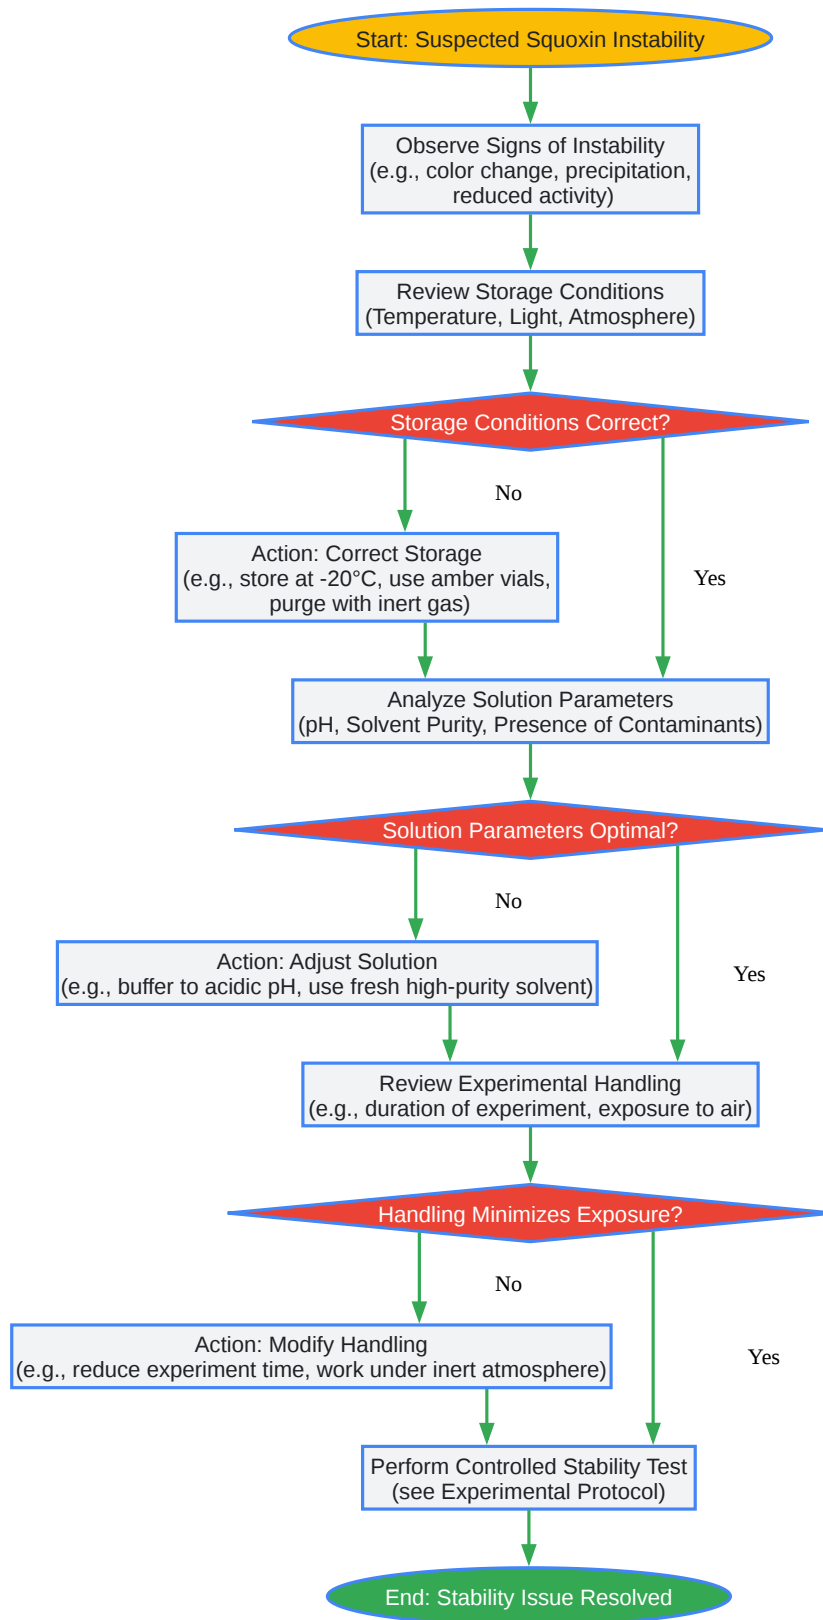 Start: Suspected Squoxin Instability
Observe Signs of Instability
(e.g., color change, precipitation,
reduced activity)
Review Storage Conditions
(Temperature, Light, Atmosphere)
Storage Conditions Correct?
No
Action: Correct Storage
(e.g., store at -20°C, use amber vials,
purge with inert gas)
Yes
Analyze Solution Parameters
(pH, Solvent Purity, Presence of Contaminants)
Solution Parameters Optimal?
No
Action: Adjust Solution
(e.g., buffer to acidic pH, use fresh high-purity solvent)
Yes
Review Experimental Handling
(e.g., duration of experiment, exposure to air)
Handling Minimizes Exposure?
No
Action: Modify Handling
(e.g., reduce experiment time, work under inert atmosphere)
Yes
Perform Controlled Stability Test
(see Experimental Protocol)
End: Stability Issue Resolved